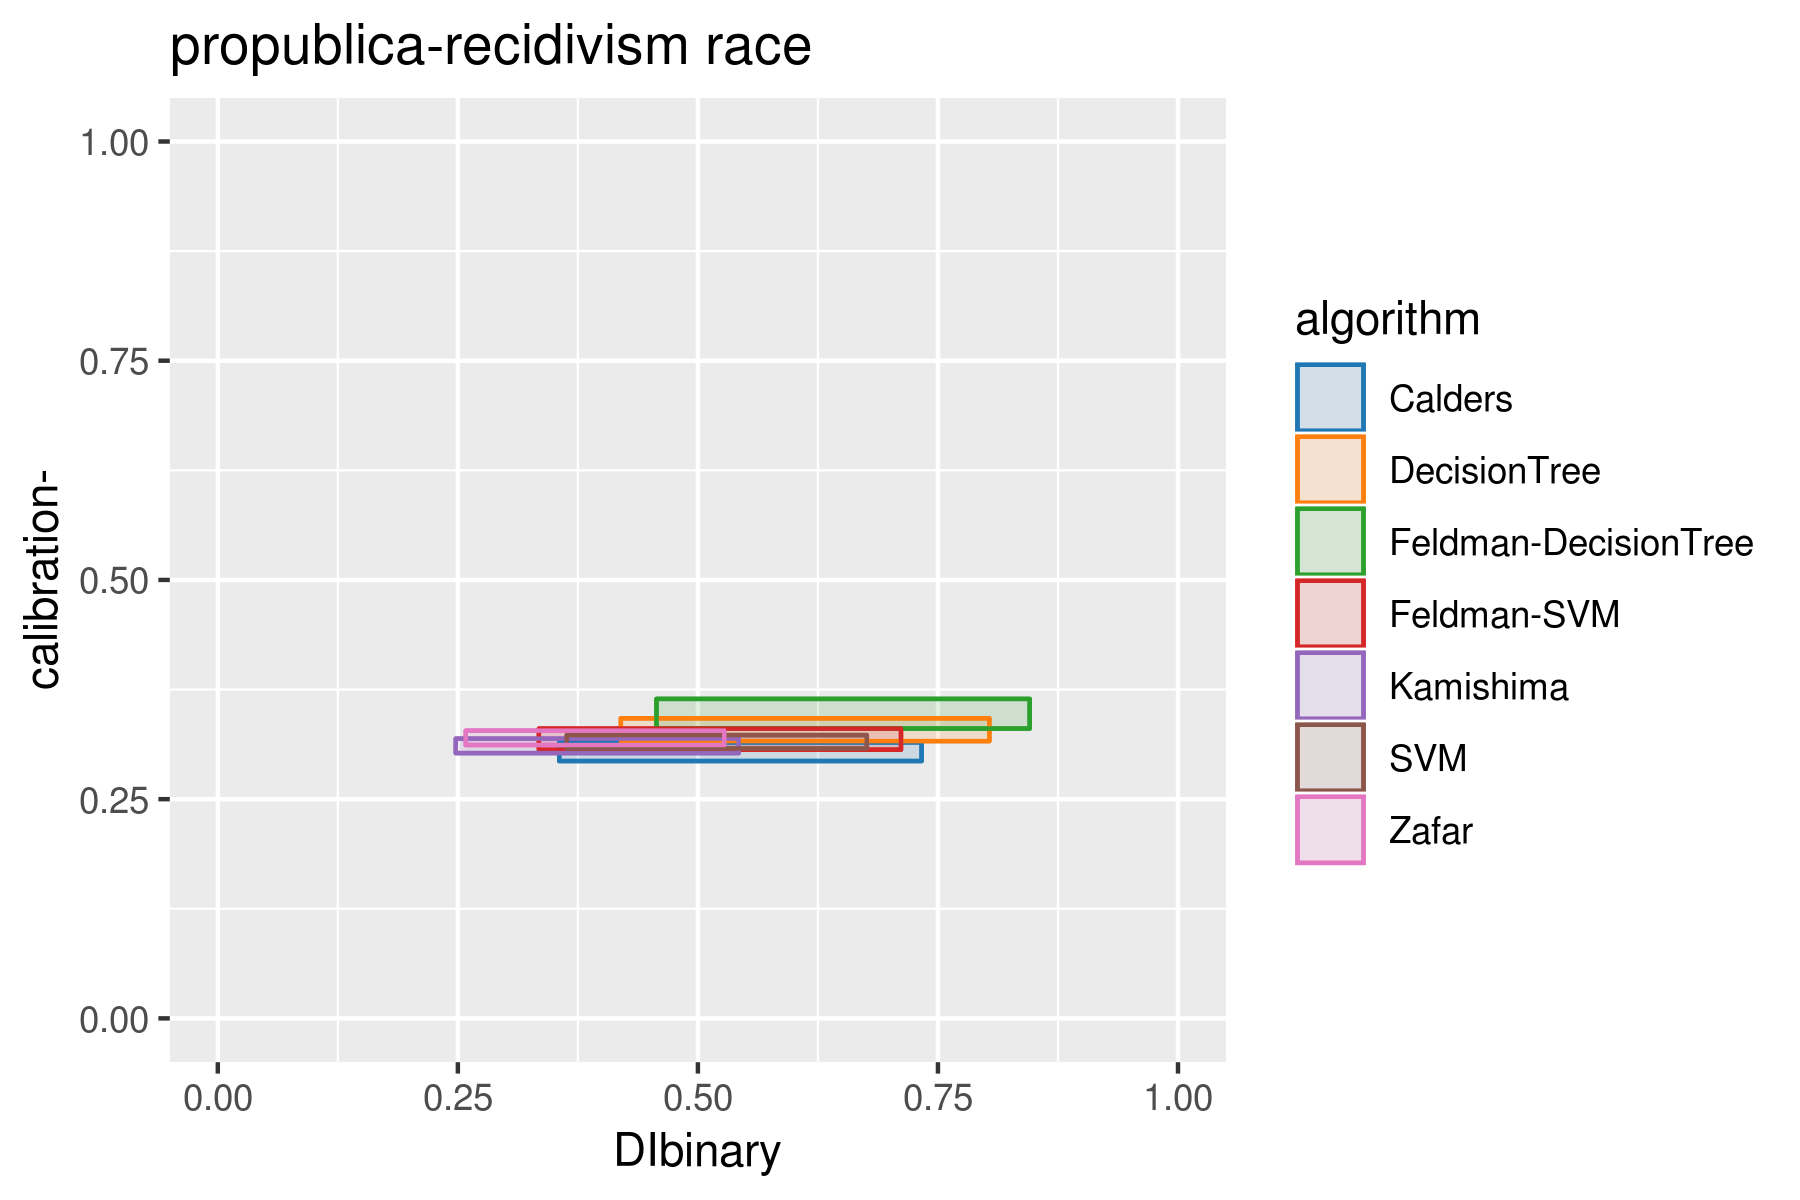 propublica-recidivism race
calibration-
1.00
0.75
0.50
0.25
0.00
0.00 0.25 0.50 0.75 1.00
DIbinary
algorithm
Calders
DecisionTree
Feldman-DecisionTree
Feldman-SVM
Kamishima
SVM
Zafar